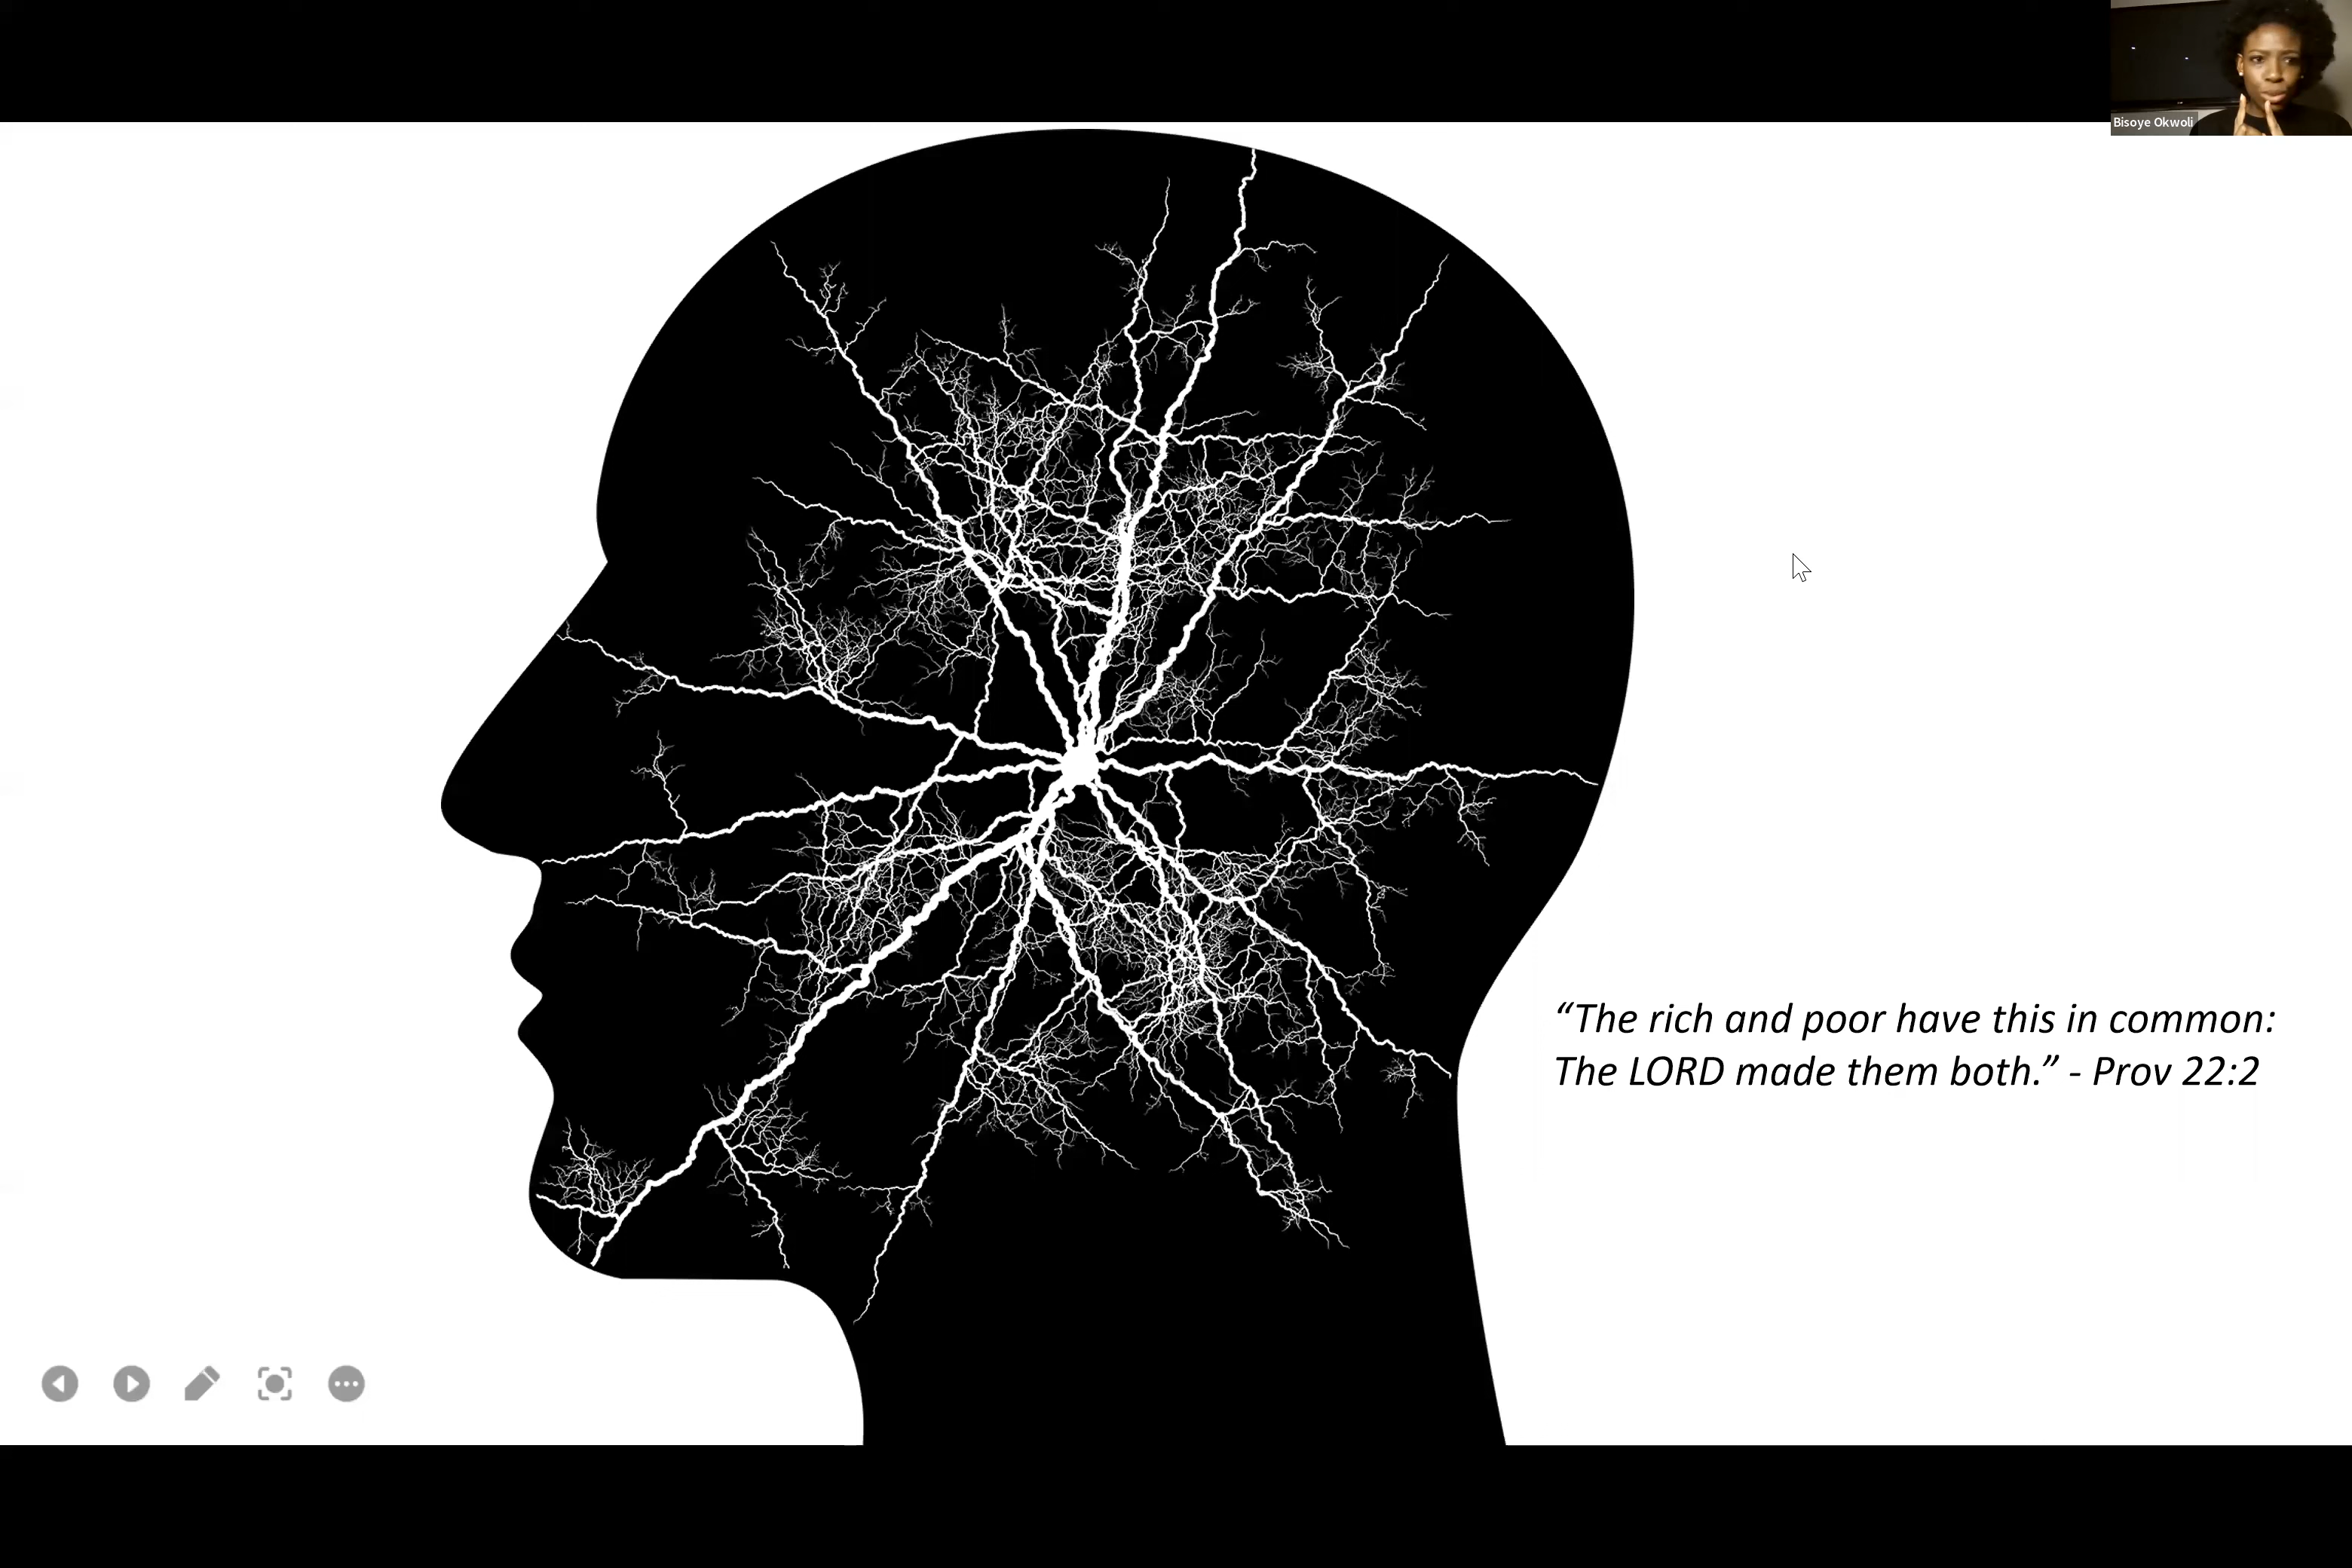 Bisoye Okwoli
“The rich and poor have this in common:
The LORD made them both.” - Prov 22:2